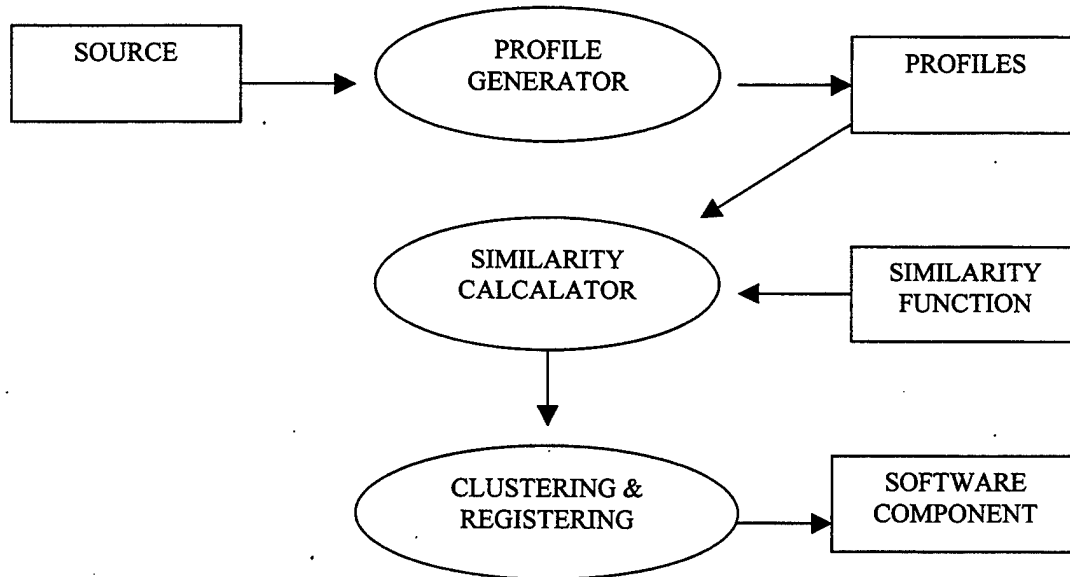 SOURCE
PROFILE
GENERATOR
PROFILES
SIMILARITY
CALCALATOR
SIMILARITY
FUNCTION
CLUSTERING &
REGISTERING
SOFTWARE
COMPONENT